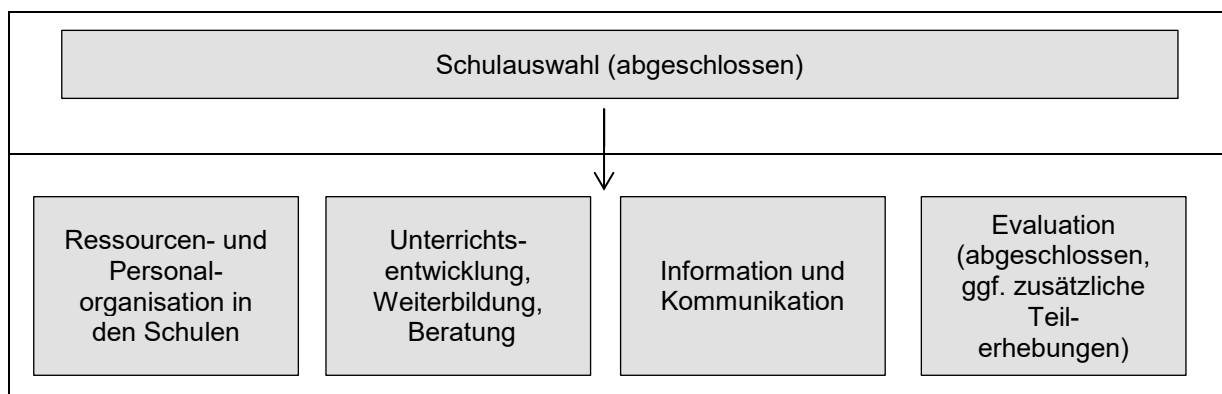 Schulauswahl (abgeschlossen)
Ressourcen- und
Personal-
organisation in
den Schulen
Unterrichts-
entwicklung,
Weiterbildung,
Beratung
Information und
Kommunikation
Evaluation
(abgeschlossen,
ggf. zusätzliche
Teil-
erhebungen)